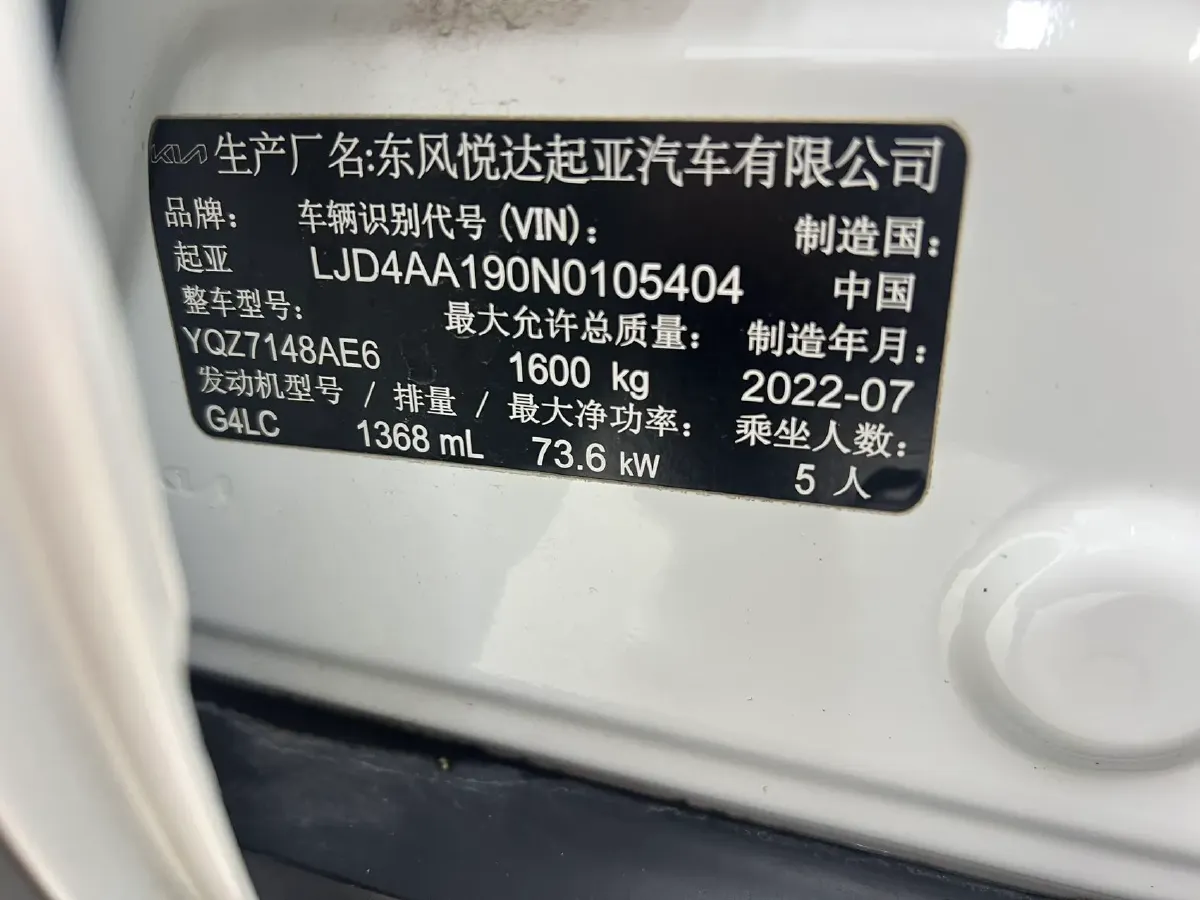 KIA 生产厂名:东风悦达起亚汽车有限公司
品牌: 车辆识别代号(VIN): 制造国:
起亚 LJD4AA190N0105404 中国
整车型号: 最大允许总质量: 制造年月:
YQZ7148AE6 1600 kg 2022-07
发动机型号 / 排量 / 最大净功率: 乘坐人数:
G4LC 1368 mL 73.6 kW 5 人